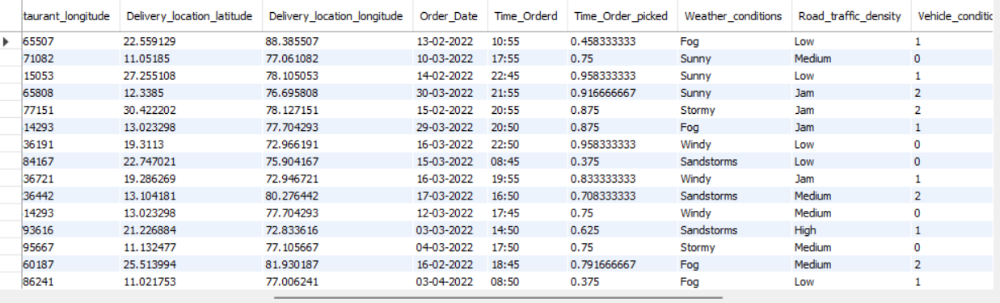 taurant_longitude Delivery_location_latitude Delivery_location_longitude Order_Date Time_Orderd Time_Order_picked Weather_conditions Road_traffic_density Vehicle_conditic
65507 22.559129 88.385507 13-02-2022 10:55 0.458333333 Fog Low 1
71082 11.05185 77.061082 10-03-2022 17:55 0.75 Sunny Medium 0
15053 27.255108 78.105053 14-02-2022 22:45 0.958333333 Sunny Low 1
65808 12.3385 76.695808 30-03-2022 21:55 0.916666667 Sunny Jam 2
77151 30.422202 78.127151 15-02-2022 20:55 0.875 Stormy Jam 2
14293 13.023298 77.704293 29-03-2022 20:50 0.875 Fog Jam 1
36191 19.3113 72.966191 16-03-2022 22:50 0.958333333 Windy Low 0
84167 22.747021 75.904167 15-03-2022 08:45 0.375 Sandstorms Low 0
36721 19.286269 72.946721 16-03-2022 19:55 0.833333333 Windy Jam 1
36442 13.104181 80.276442 17-03-2022 16:50 0.708333333 Sandstorms Medium 2
14293 13.023298 77.704293 12-03-2022 17:45 0.75 Windy Medium 0
93616 21.226884 72.833616 03-03-2022 14:50 0.625 Sandstorms High 1
95667 11.132477 77.105667 04-03-2022 17:50 0.75 Stormy Medium 0
60187 25.513994 81.930187 16-02-2022 18:45 0.791666667 Fog Medium 2
86241 11.021753 77.006241 03-04-2022 08:50 0.375 Fog Low 1